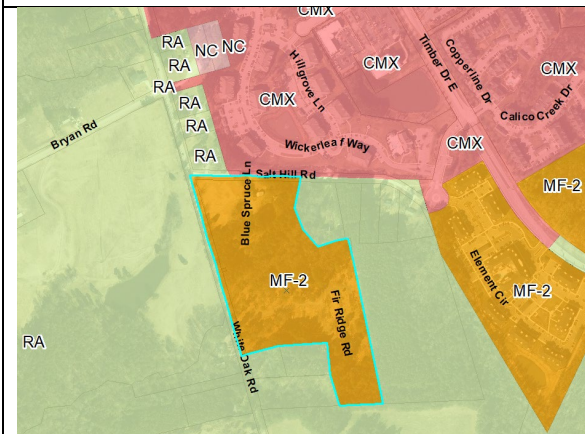 CMX
RA
NC NC
RA
RA
RA
RA
RA
Hillgrove Ln
CMX
CMX
Timber Dr E
Copperline Dr
CMX
Calico Creek Dr
Bryan Rd
Wickerleaf Way
CMX
Salt Hill Rd
Blue Spruce Ln
MF-2
MF-2
Fir Ridge Rd
Element Cir
MF-2
White Oak Rd
RA